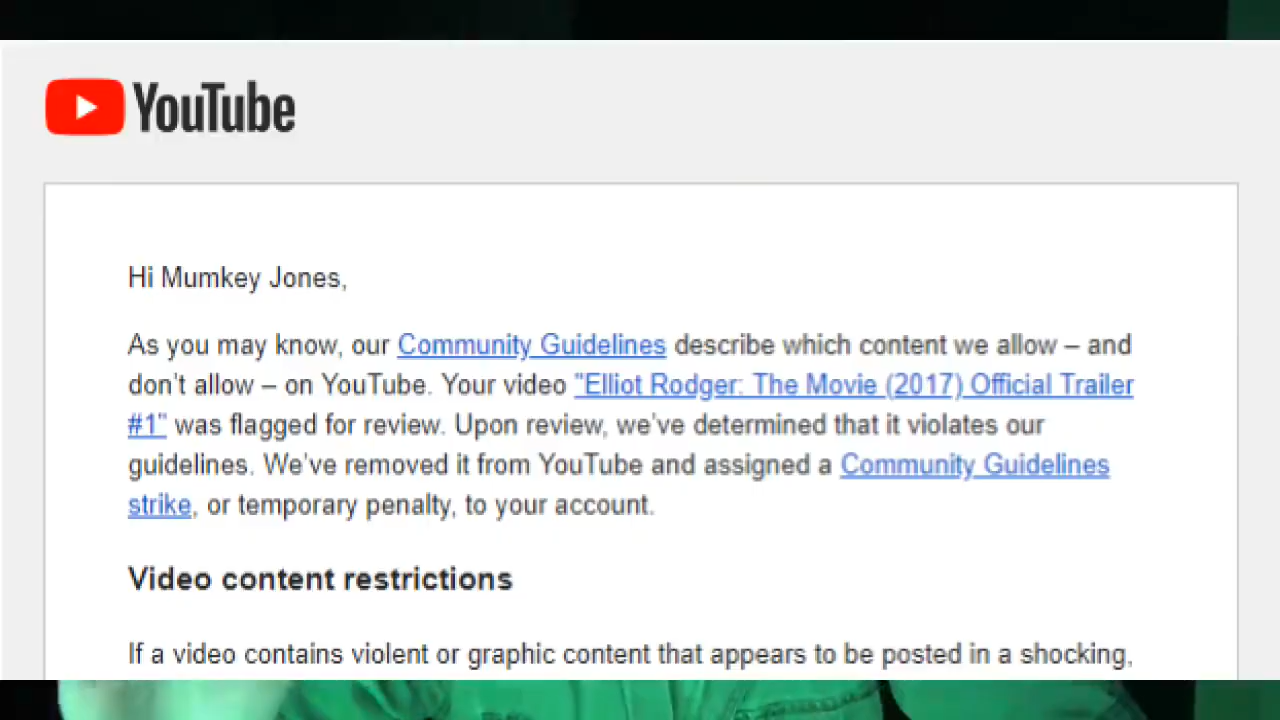 YouTube
Hi Mumkey Jones,
As you may know, our Community Guidelines describe which content we allow – and
don't allow – on YouTube. Your video "Elliot Rodger: The Movie (2017) Official Trailer
#1" was flagged for review. Upon review, we've determined that it violates our
guidelines. We've removed it from YouTube and assigned a Community Guidelines
strike, or temporary penalty, to your account.
Video content restrictions
If a video contains violent or graphic content that appears to be posted in a shocking,